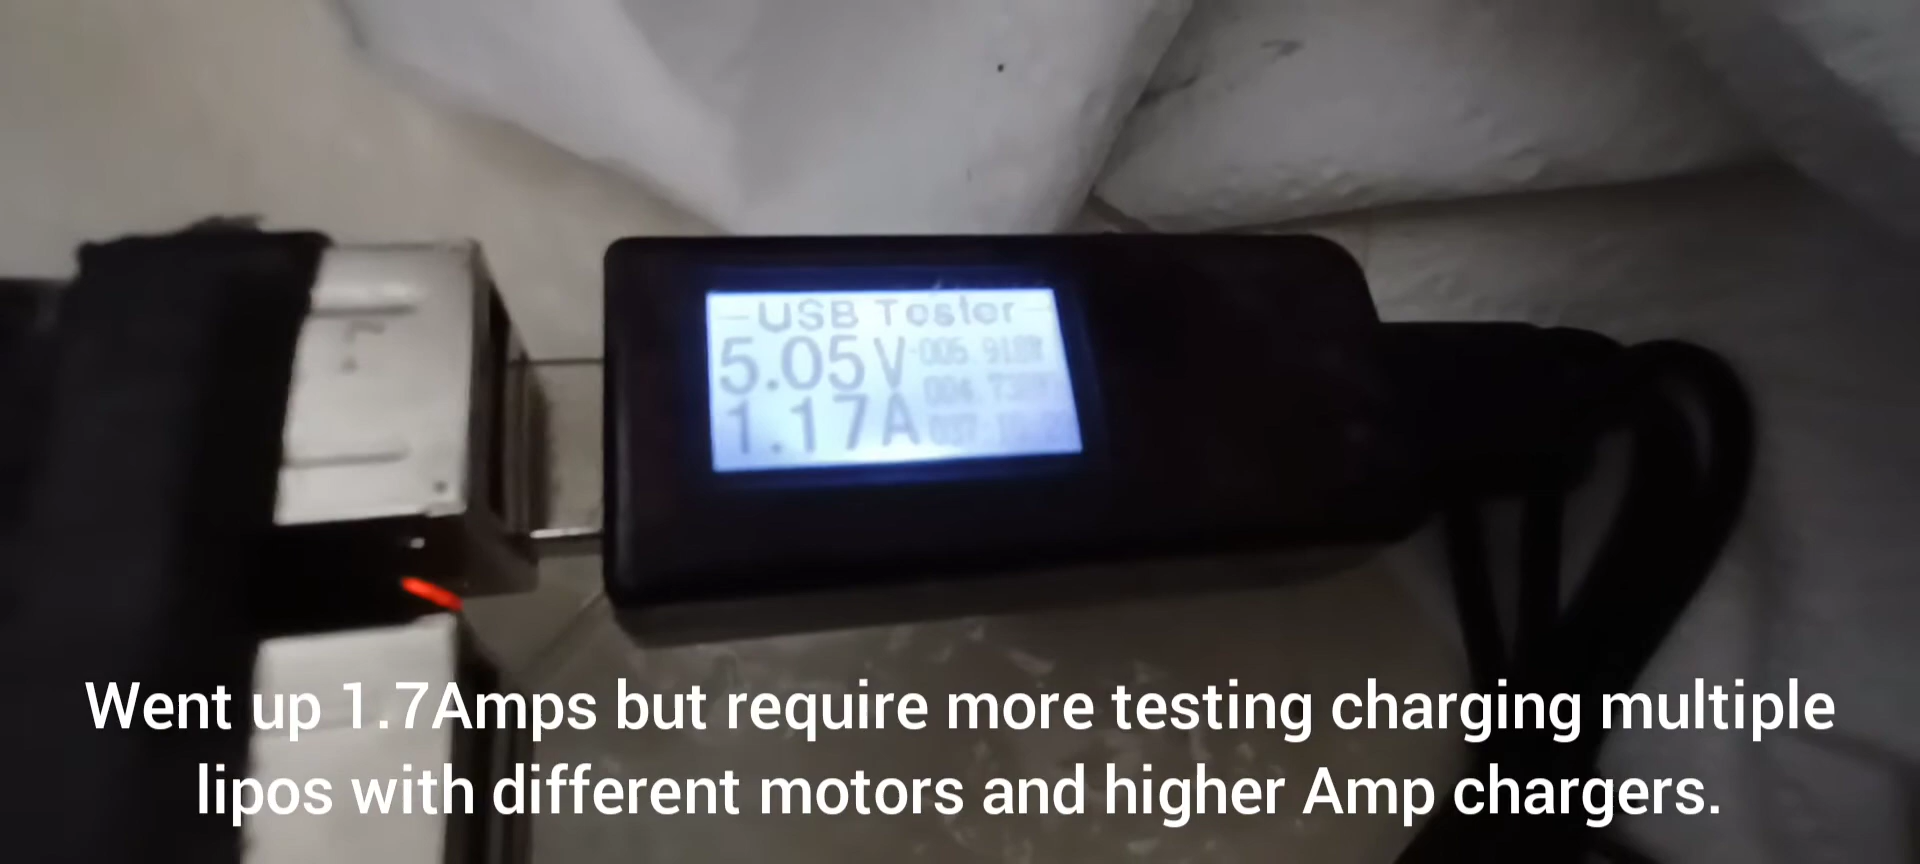 USB Tester
5.05V
1.17A
Went up 1.7Amps but require more testing charging multiple
lipos with different motors and higher Amp chargers.